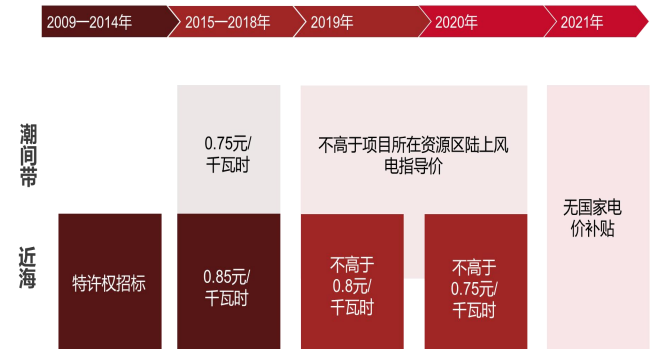 2009—2014年
2015—2018年
2019年
2020年
2021年
潮间带
0.75元/
千瓦时
不高于项目所在资源区陆上风
电指导价
无国家电
价补贴
近海
特许权招标
0.85元/
千瓦时
不高于
0.8元/
千瓦时
不高于
0.75元/
千瓦时